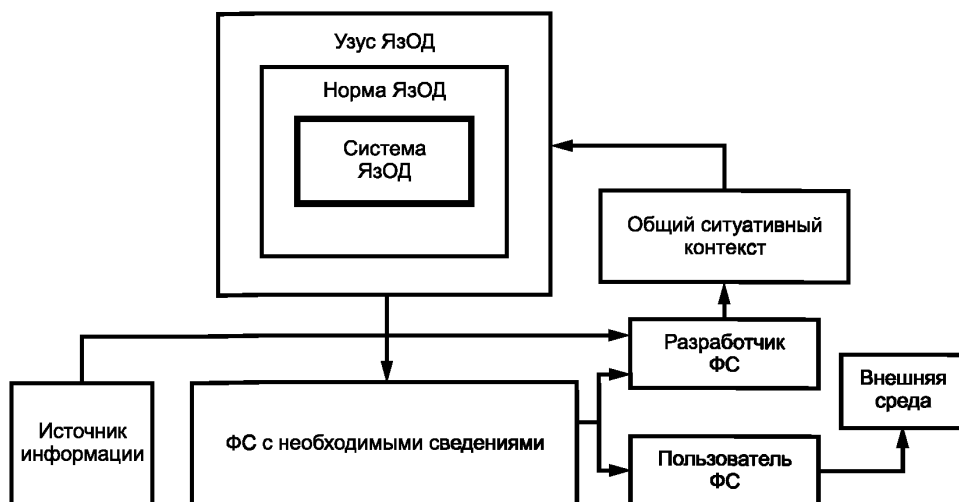 Узус ЯзОД
Норма ЯзОД
Система
ЯзОД
Общий ситуативный
контекст
Разработчик
ФС
Внешняя
среда
Источник
информации
ФС с необходимыми сведениями
Пользователь
ФС